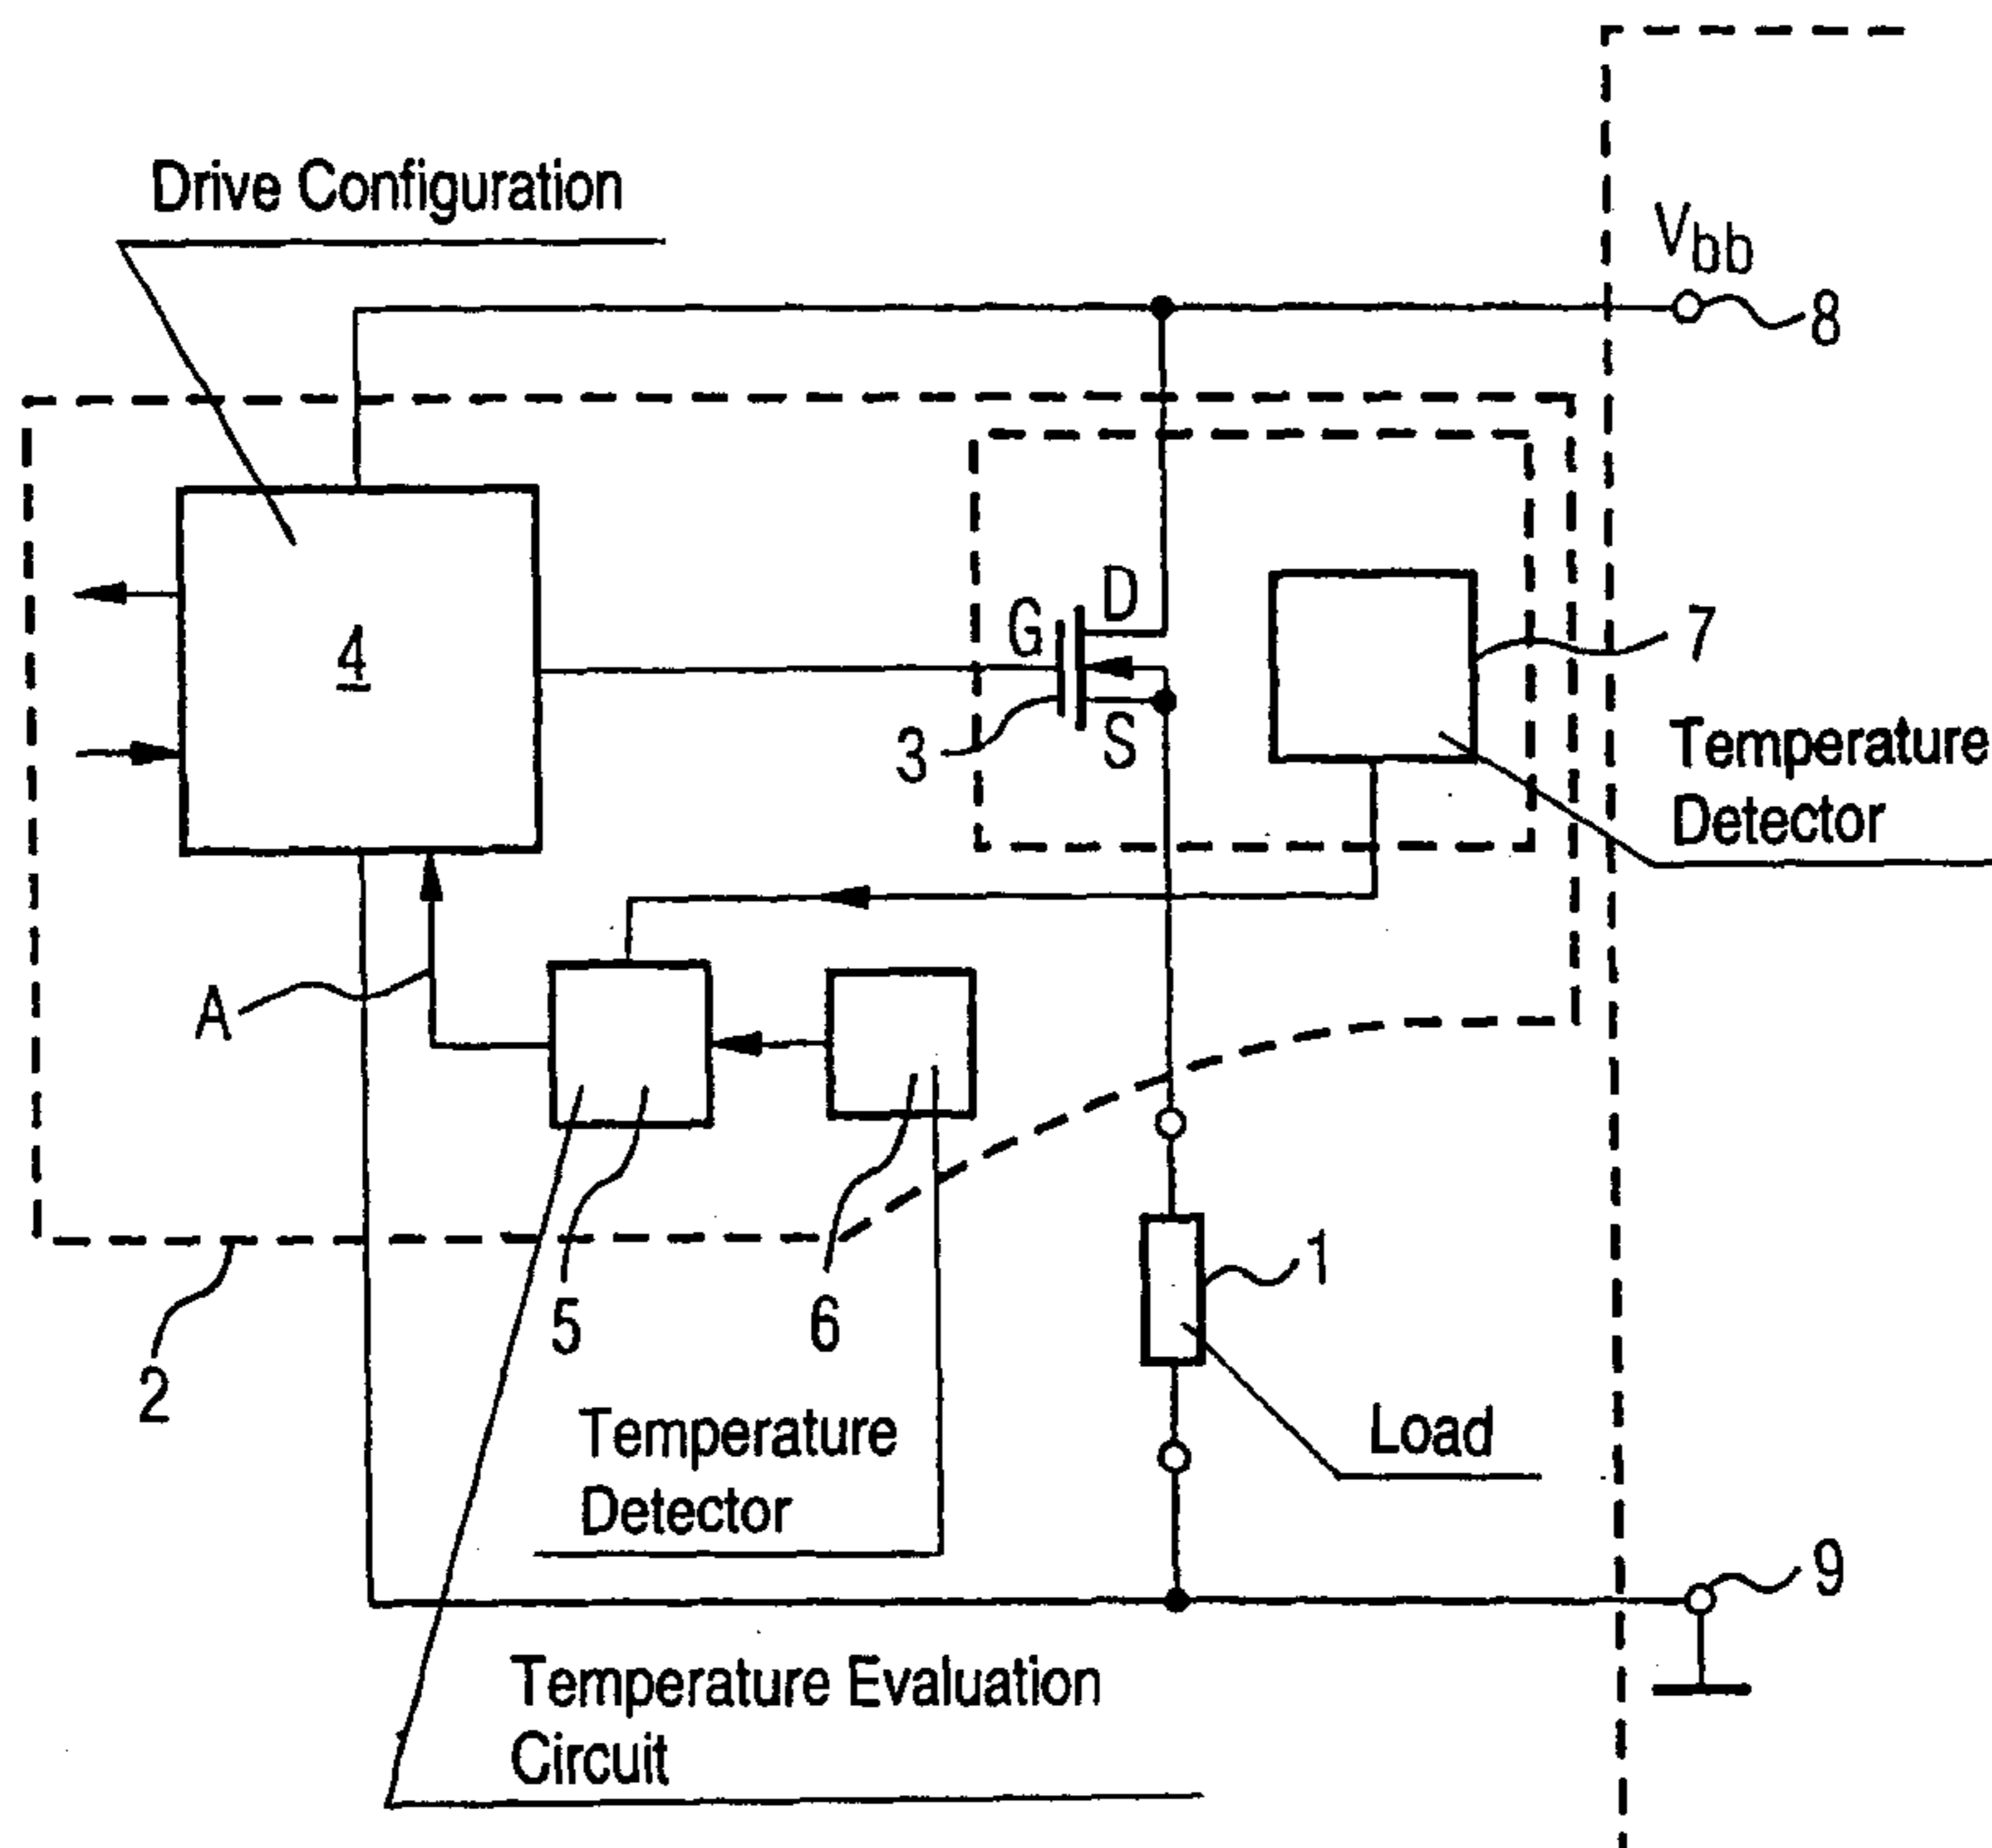 Drive Configuration
Vbb
8
4
G
D
S
3
7
Temperature
Detector
A
5
6
1
2
Temperature
Detector
Load
9
Temperature Evaluation
Circuit